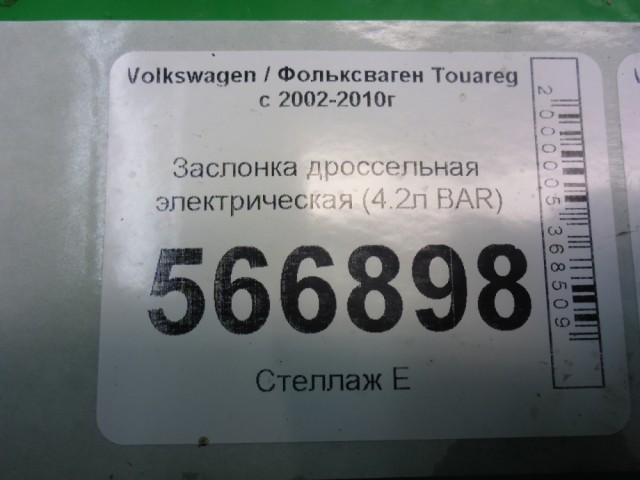 Volkswagen / Фольксваген Touareg
с 2002-2010г
Заслонка дроссельная
электрическая (4.2л BAR)
566898
Стеллаж Е
2000005368509